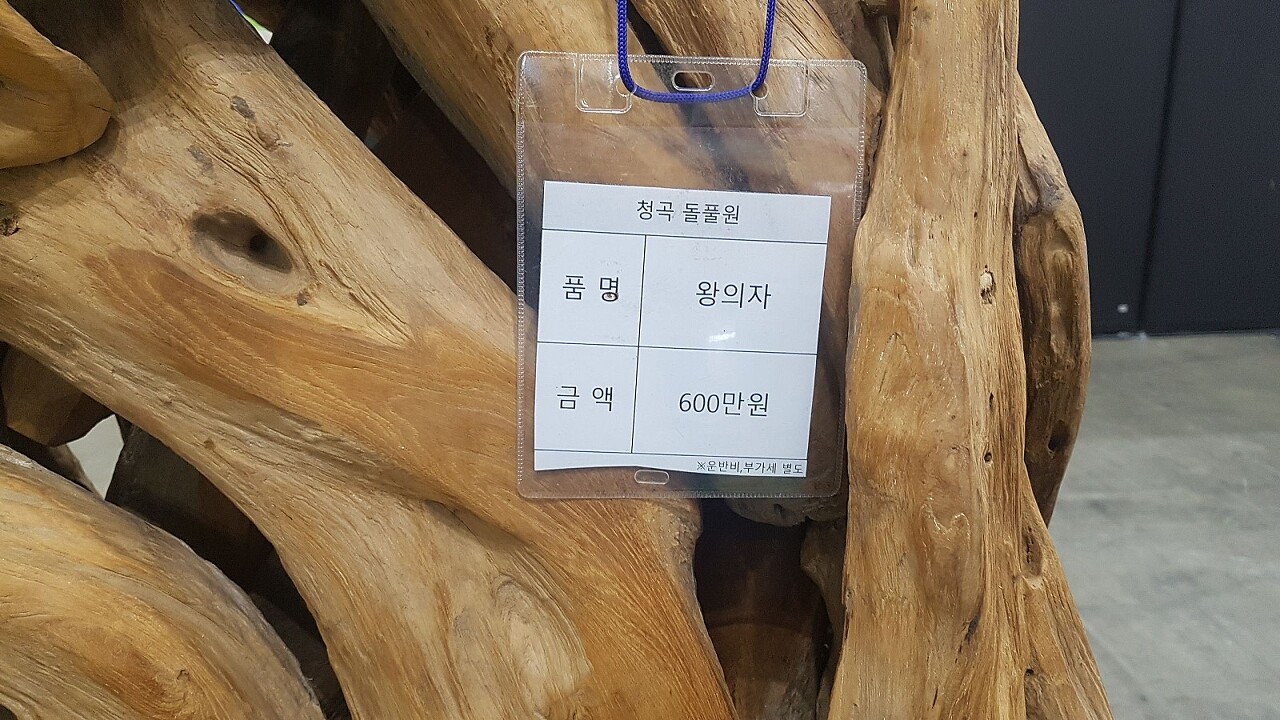 청곡 돌풀원
품 명 왕의자
금 액 600만원
※운반비,부가세 별도